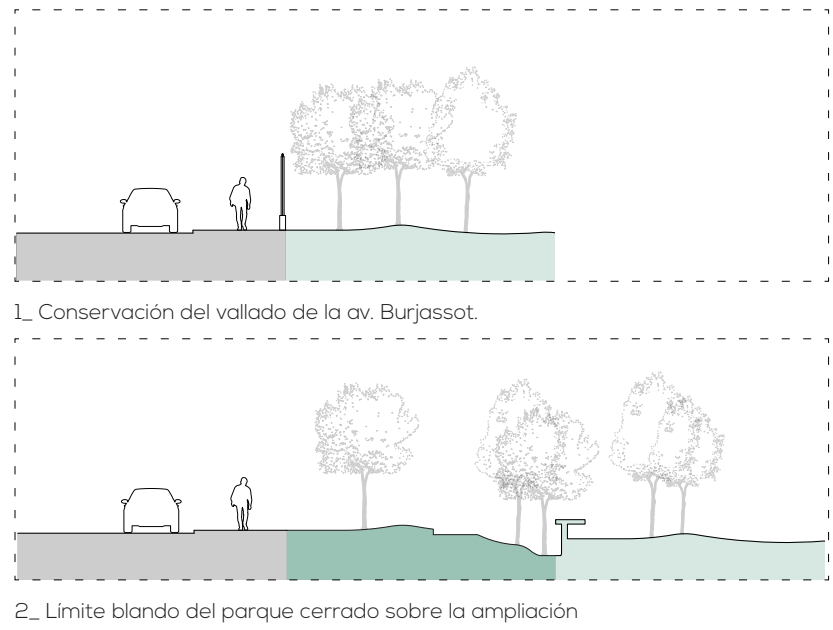 1_ Conservación del vallado de la av. Burjassot.
2_ Límite blando del parque cerrado sobre la ampliación